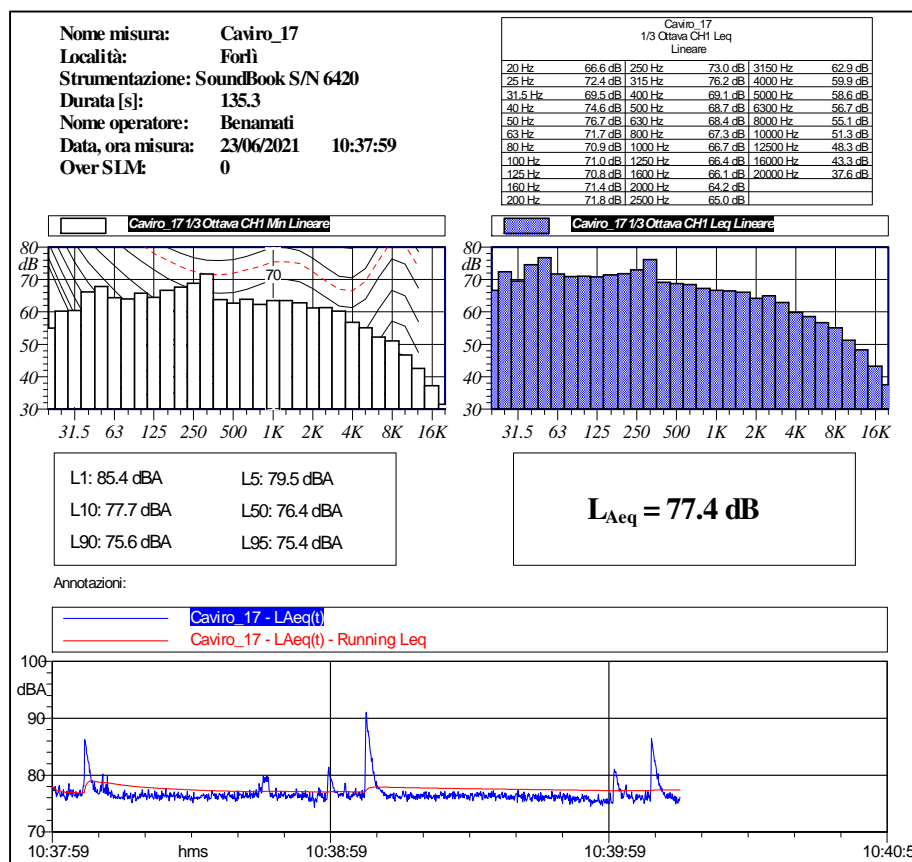 Nome misura: Caviro_17
Località: Forlì
Strumentazione: SoundBook S/N 6420
Durata [s]: 135.3
Nome operatore: Benamati
Data, ora misura: 23/06/2021 10:37:59
Over SLM: 0
Caviro_17
1/3 Ottava CH1 Leq
Lineare
20 Hz 66.6 dB 250 Hz 73.0 dB 3150 Hz 62.9 dB
25 Hz 72.4 dB 315 Hz 76.2 dB 4000 Hz 59.9 dB
31.5 Hz 69.5 dB 400 Hz 69.1 dB 5000 Hz 58.6 dB
40 Hz 74.6 dB 500 Hz 68.7 dB 6300 Hz 56.7 dB
50 Hz 76.7 dB 630 Hz 68.4 dB 8000 Hz 55.1 dB
63 Hz 71.7 dB 800 Hz 67.3 dB 10000 Hz 51.3 dB
80 Hz 70.9 dB 1000 Hz 66.7 dB 12500 Hz 48.3 dB
100 Hz 71.0 dB 1250 Hz 66.4 dB 16000 Hz 43.3 dB
125 Hz 70.8 dB 1600 Hz 66.1 dB 20000 Hz 37.6 dB
160 Hz 71.4 dB 2000 Hz 64.2 dB
200 Hz 71.8 dB 2500 Hz 65.0 dB
Caviro_17 1/3 Ottava CH1 Min Lineare
80
dB
70
60
50
40
30
70
31.5 63 125 250 500 1K 2K 4K 8K 16K
Caviro_17 1/3 Ottava CH1 Leq Lineare
80
dB
70
60
50
40
30
31.5 63 125 250 500 1K 2K 4K 8K 16K
L1: 85.4 dBA L5: 79.5 dBA
L10: 77.7 dBA L50: 76.4 dBA
L90: 75.6 dBA L95: 75.4 dBA
LAeq = 77.4 dB
Annotazioni:
Caviro_17 - LAeq(t)
Caviro_17 - LAeq(t) - Running Leq
100
dBA
90
80
70
10:37:59 hms 10:38:59 10:39:59 10:40:5